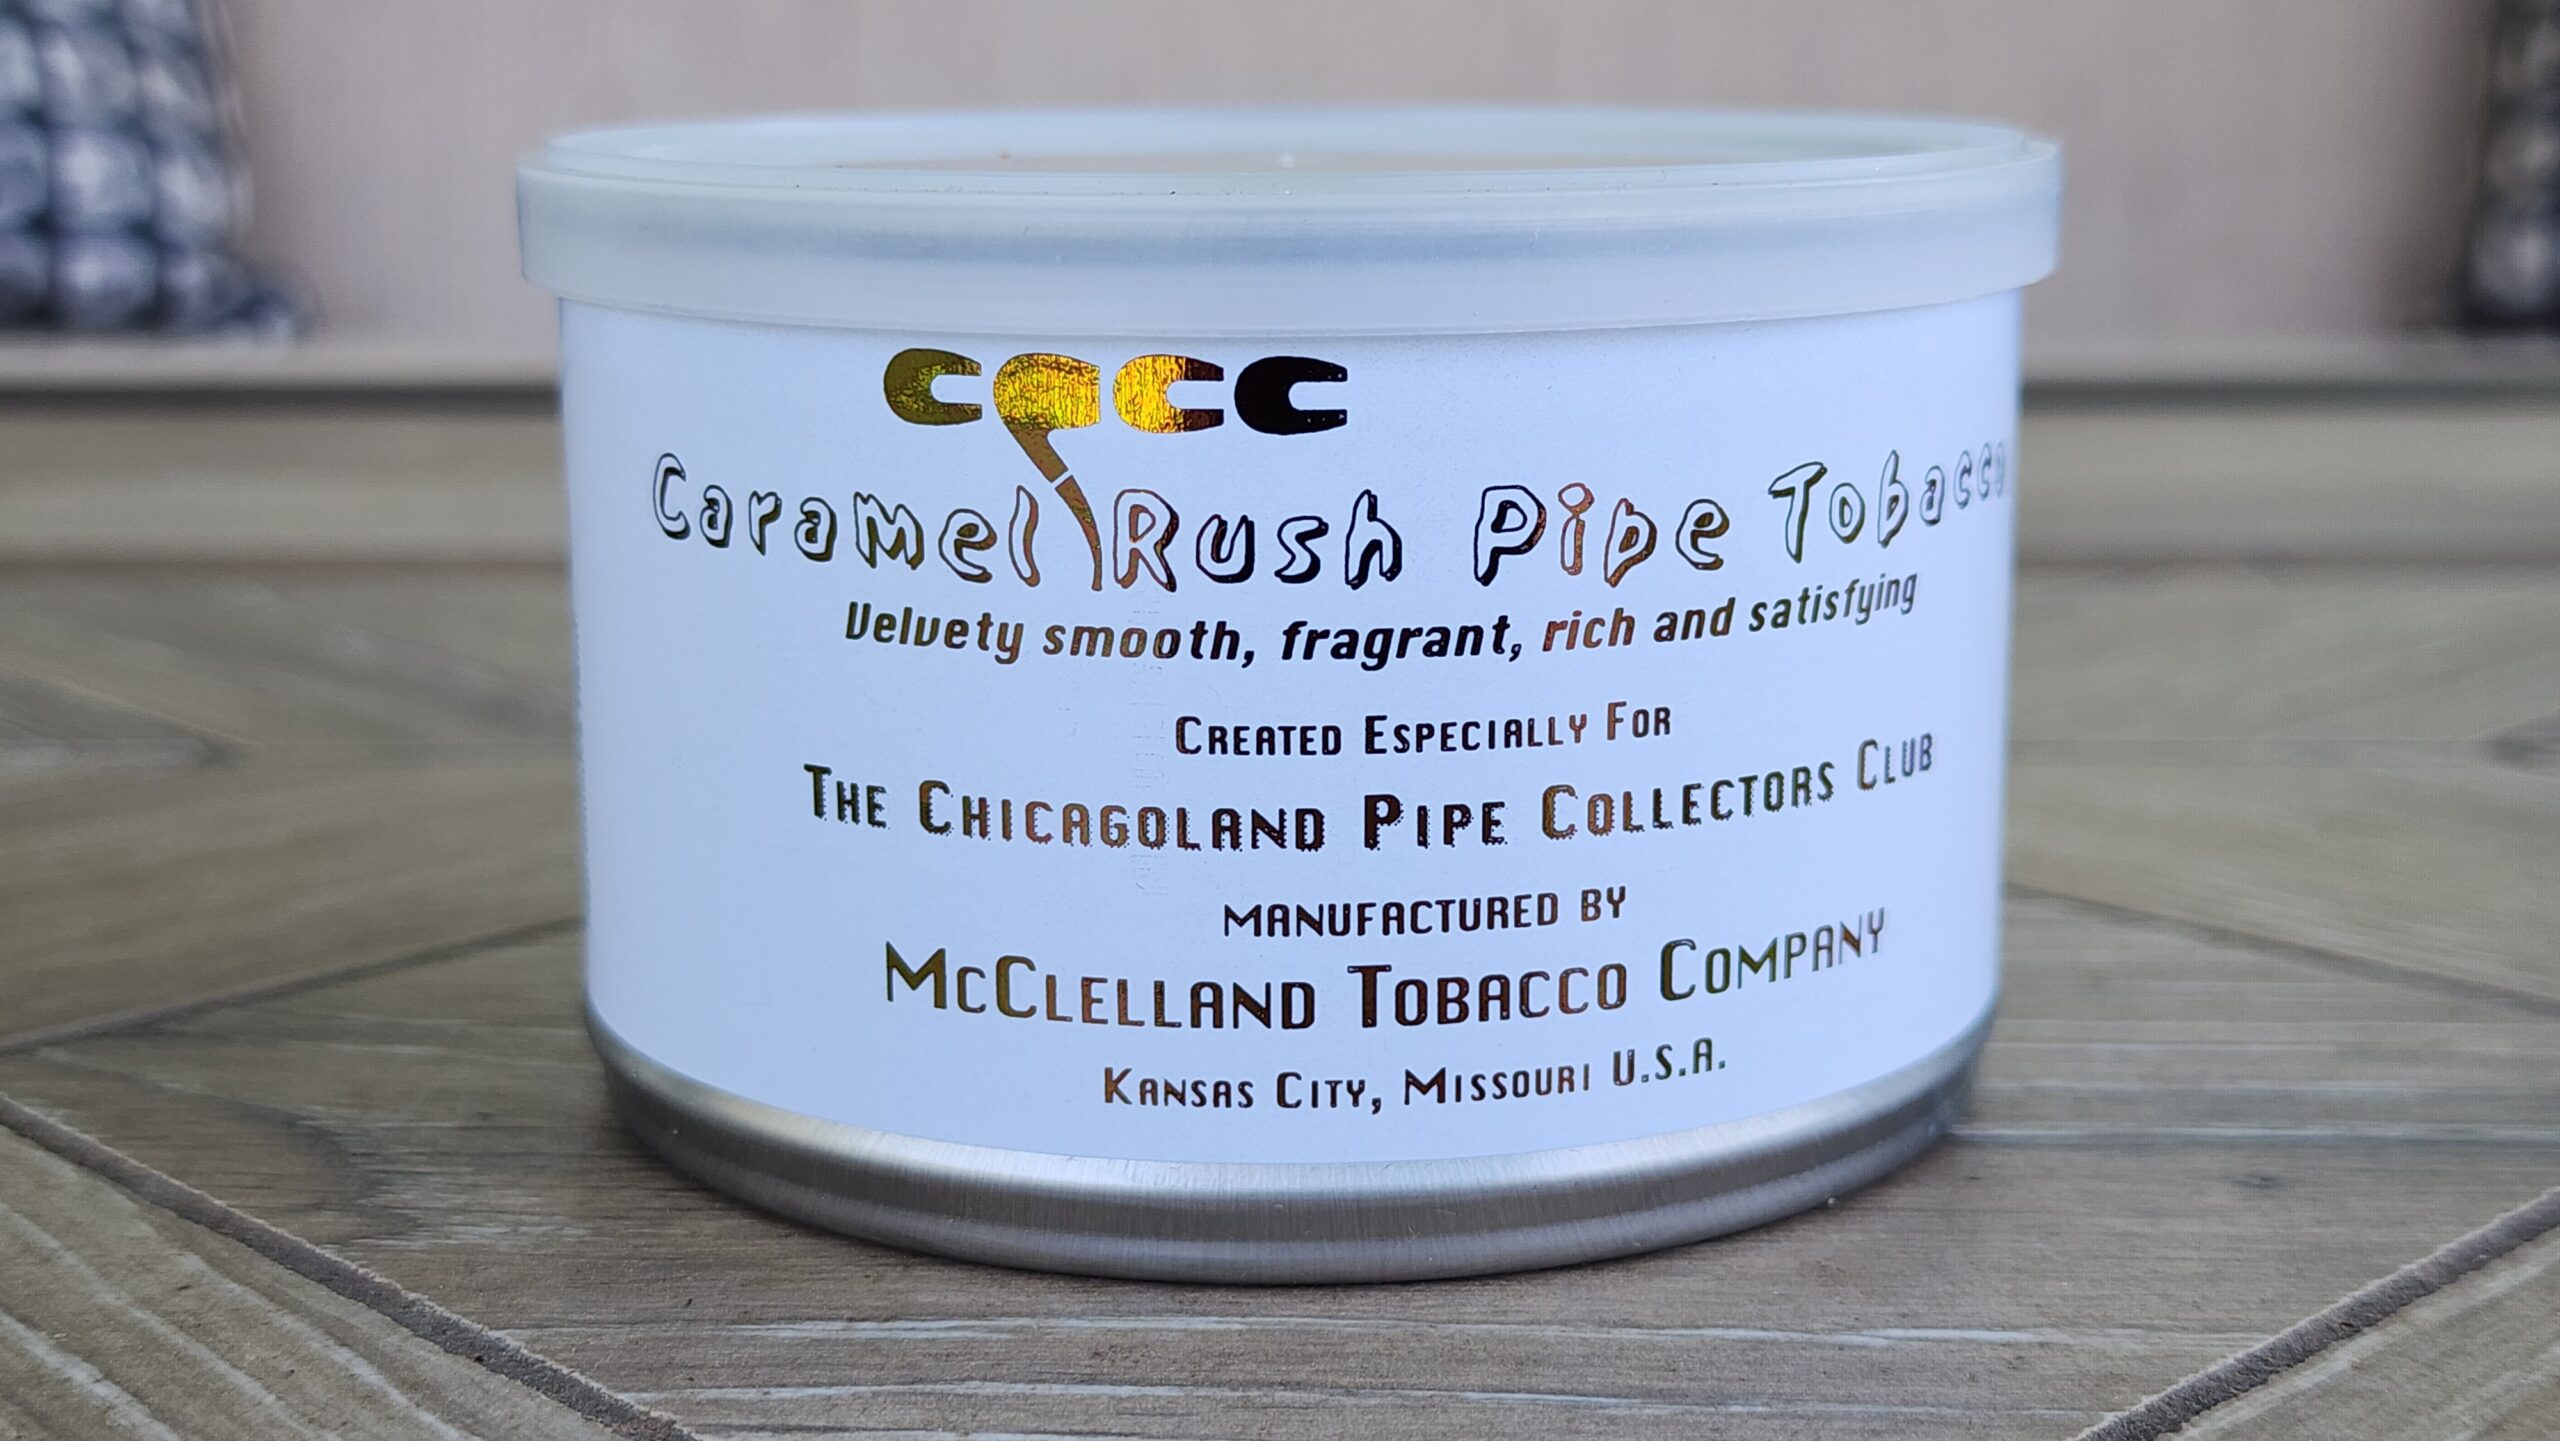 CPCC
Caramel Rush Pipe Tobacco
Velvety smooth, fragrant, rich and satisfying
CREATED ESPECIALLY FOR
THE CHICAGOLAND PIPE COLLECTORS CLUB
MANUFACTURED BY
MCCLELLAND TOBACCO COMPANY
KANSAS CITY, MISSOURI U.S.A.